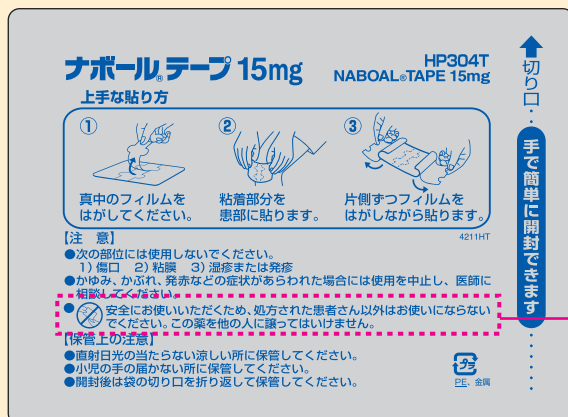 ナボール®テープ15mg
HP304T
NABOAL®TAPE 15mg
切り口
手で簡単に開封できます
上手な貼り方
①
真中のフィルムを
はがしてください。
②
粘着部分を
患部に貼ります。
③
片側ずつフィルムを
はがしながら貼ります。
4211HT
【注 意】
●次の部位には使用しないでください。
1) 傷口 2) 粘膜 3) 湿疹または発疹
●かゆみ、かぶれ、発赤などの症状があらわれた場合には使用を中止し、医師に
相談してください。
●安全にお使いいただくため、処方された患者さん以外はお使いにならない
でください。この薬を他の人に譲ってはいけません。
【保管上の注意】
●直射日光の当たらない涼しい所に保管してください。
●小児の手の届かない所に保管してください。
●開封後は袋の切り口を折り返して保管してください。
プラ
PE、金属